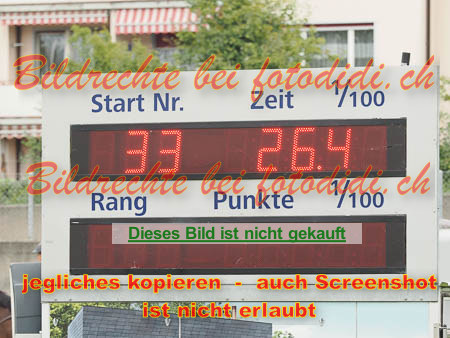 Bildrechte bei fotodidi.ch
Start Nr. Zeit 1/100
33 26.4
Bildrechte bei fotodidi.ch
Rang Punkte 1/100
Dieses Bild ist nicht gekauft
jegliches kopieren - auch Screenshot
ist nicht erlaubt